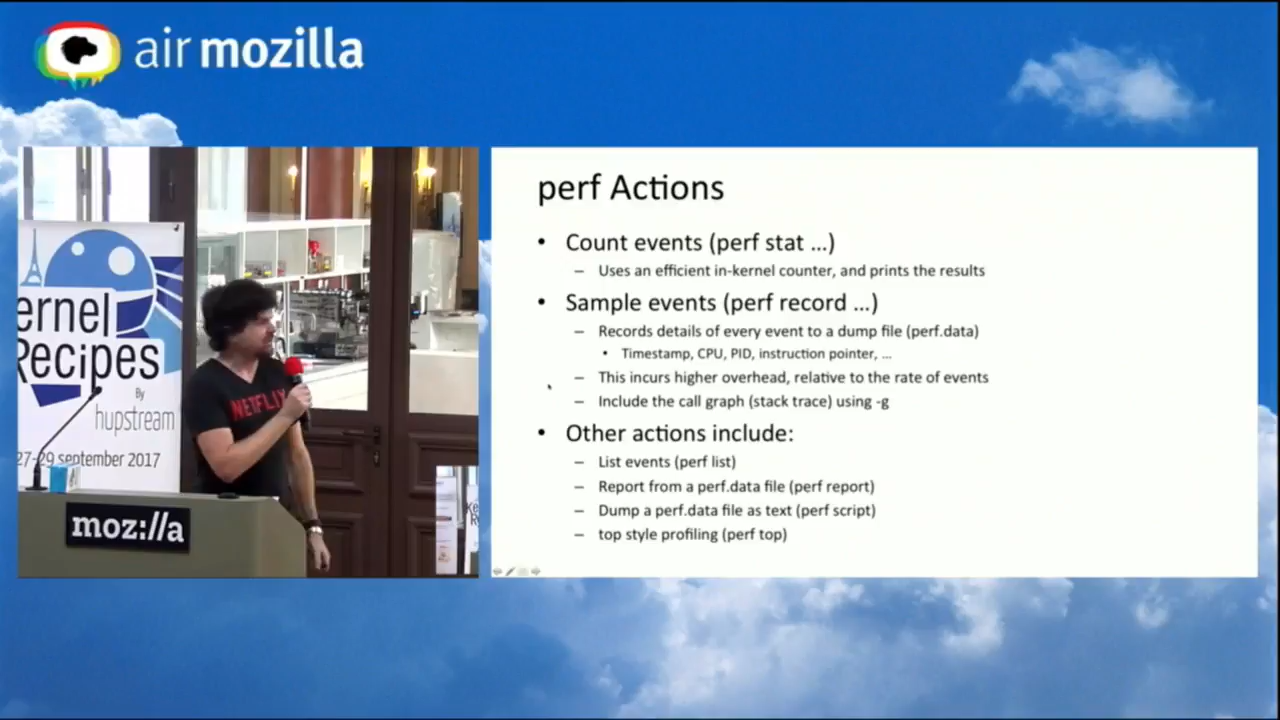 air mozilla
ernel
Recipes
By
hupstream
27-29 september 2017
NETFLIX
moz://a
perf Actions
• Count events (perf stat …)
– Uses an efficient in-kernel counter, and prints the results
• Sample events (perf record …)
– Records details of every event to a dump file (perf.data)
• Timestamp, CPU, PID, instruction pointer, …
– This incurs higher overhead, relative to the rate of events
– Include the call graph (stack trace) using -g
• Other actions include:
– List events (perf list)
– Report from a perf.data file (perf report)
– Dump a perf.data file as text (perf script)
– top style profiling (perf top)